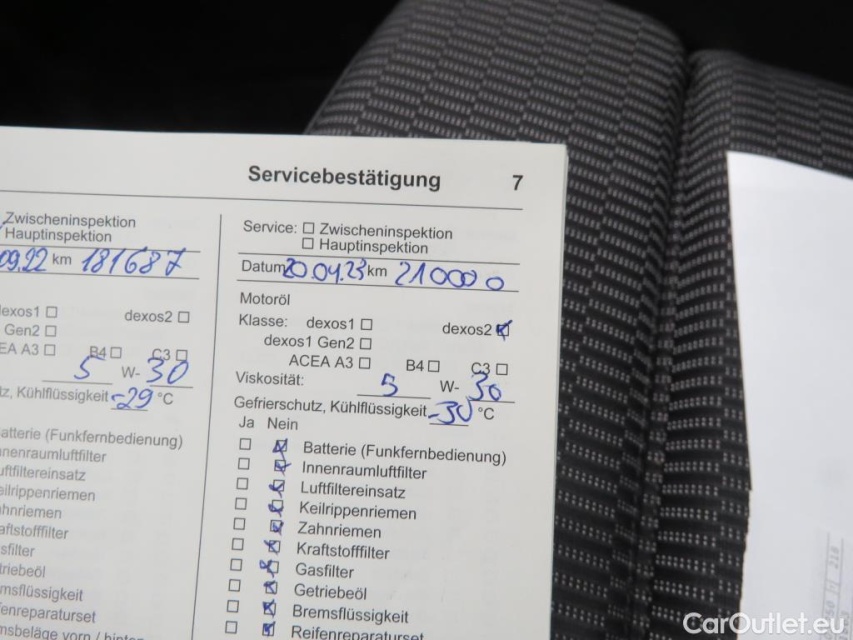 Servicebestätigung 7
Zwischeninspektion
Hauptinspektion
09.22 km 181687
dexos1 ☐ dexos2 ☐
Gen2 ☐
A3 ☐ B4 ☐ C3 ☐
5 W- 30
Kühlflüssigkeit -29 °C
Batterie (Funkfernbedienung)
Innenraumluftfilter
Luftfiltereinsatz
Keilrippenriemen
Zahnriemen
Kraftstofffilter
Gasfilter
Getriebeöl
Bremsflüssigkeit
Reifenreparaturset
Service: ☐ Zwischeninspektion
☐ Hauptinspektion
Datum 20.04.23 km 210000
Motoröl
Klasse: dexos1 ☐ dexos2 ☑
dexos1 Gen2 ☐
ACEA A3 ☐ B4 ☐ C3 ☐
Viskosität: 5 W- 30
Gefrierschutz, Kühlflüssigkeit -30 °C
Ja Nein
☐ ☑ Batterie (Funkfernbedienung)
☐ ☑ Innenraumluftfilter
☐ ☑ Luftfiltereinsatz
☐ ☑ Keilrippenriemen
☐ ☑ Zahnriemen
☐ ☑ Kraftstofffilter
☐ ☑ Gasfilter
☐ ☑ Getriebeöl
☐ ☑ Bremsflüssigkeit
☐ ☑ Reifenreparaturset
CarOutlet.eu